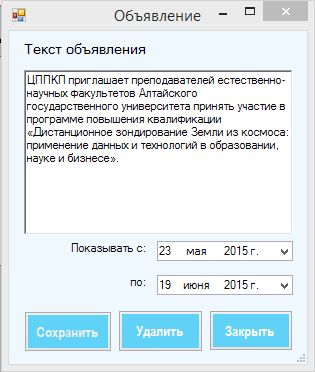 Объявление
Текст объявления
ЦППКП приглашает преподавателей естественно-
научных факультетов Алтайского
государственного университета принять участие в
программе повышения квалификации
«Дистанционное зондирование Земли из космоса:
применение данных и технологий в образовании,
науке и бизнесе».
Показывать с: 23 мая 2015 г.
по: 19 июня 2015 г.
Сохранить Удалить Закрыть